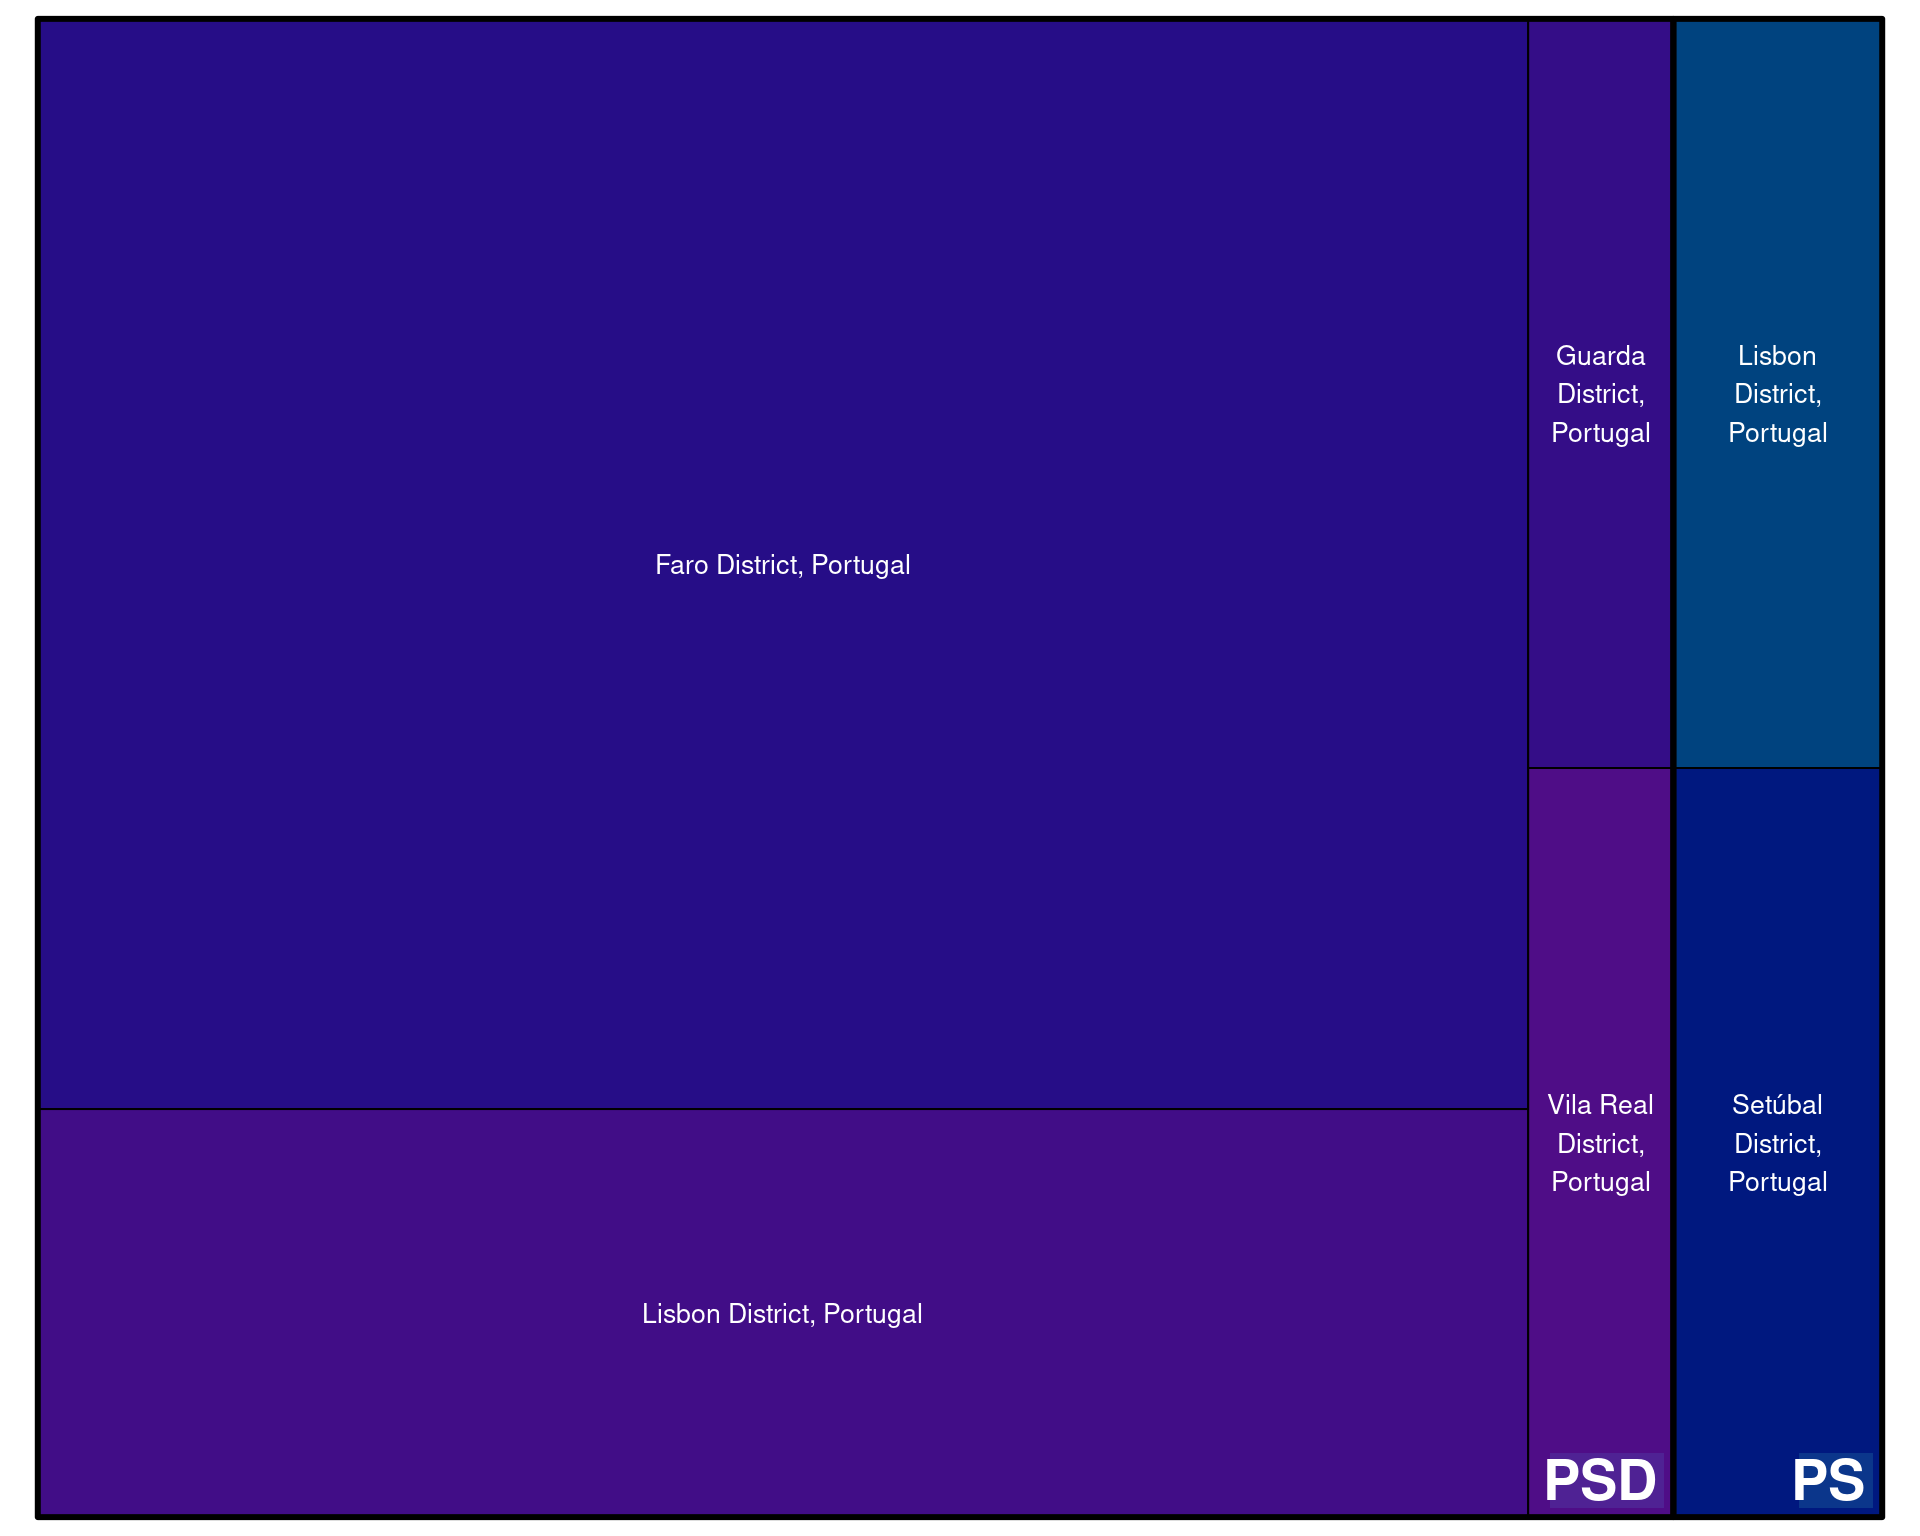 Faro District, Portugal
Lisbon District, Portugal
Guarda
District,
Portugal
Vila Real
District,
Portugal
PSD
Lisbon
District,
Portugal
Setúbal
District,
Portugal
PS